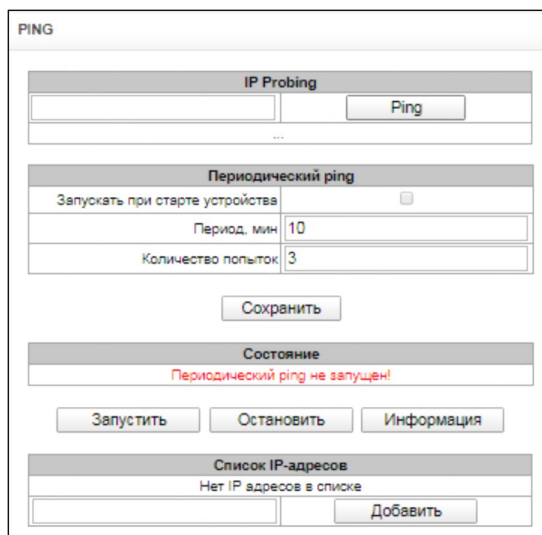 PING
IP Probing
Ping
...
Периодический ping
Запускать при старте устройства
Период, мин 10
Количество попыток 3
Сохранить
Состояние
Периодический ping не запущен!
Запустить Остановить Информация
Список IP-адресов
Нет IP адресов в списке
Добавить